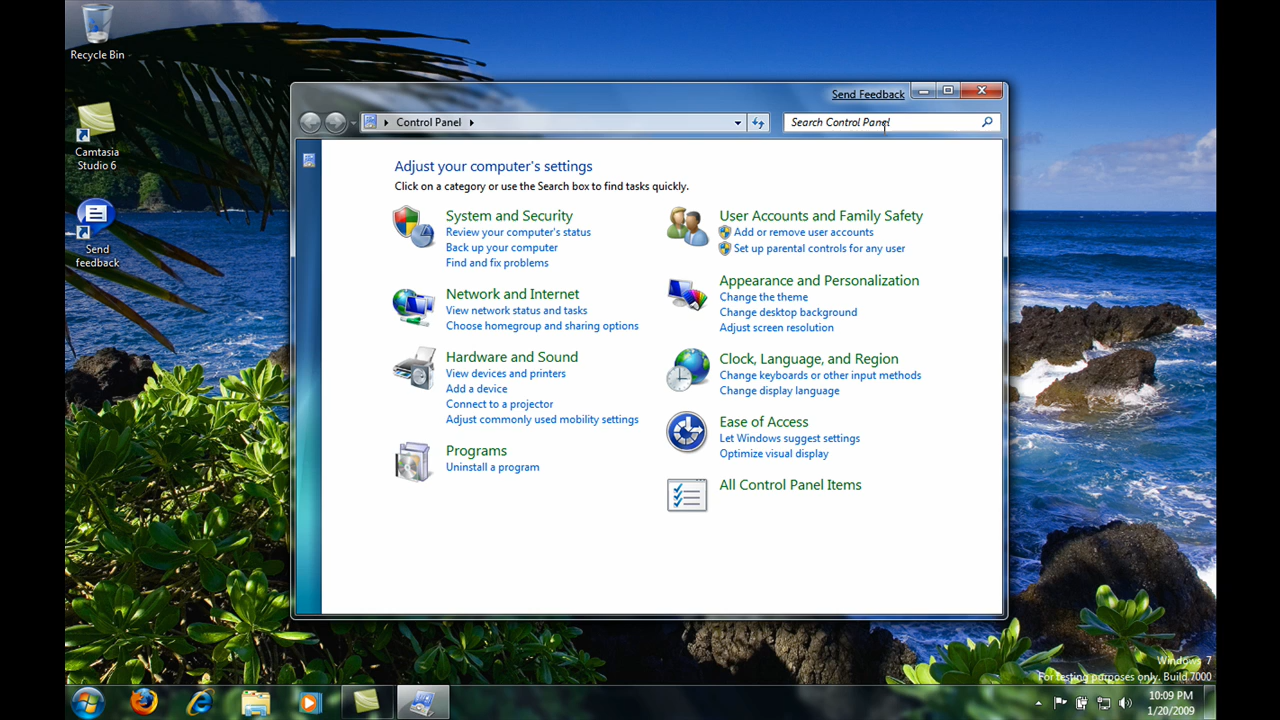 Recycle Bin
Camtasia
Studio 6
Send
feedback
Send Feedback
Control Panel
Search Control Panel
Adjust your computer's settings
Click on a category or use the Search box to find tasks quickly.
System and Security
Review your computer's status
Back up your computer
Find and fix problems
Network and Internet
View network status and tasks
Choose homegroup and sharing options
Hardware and Sound
View devices and printers
Add a device
Connect to a projector
Adjust commonly used mobility settings
Programs
Uninstall a program
User Accounts and Family Safety
Add or remove user accounts
Set up parental controls for any user
Appearance and Personalization
Change the theme
Change desktop background
Adjust screen resolution
Clock, Language, and Region
Change keyboards or other input methods
Change display language
Ease of Access
Let Windows suggest settings
Optimize visual display
All Control Panel Items
Windows 7
For testing purposes only. Build 7000
10:09 PM
1/20/2009